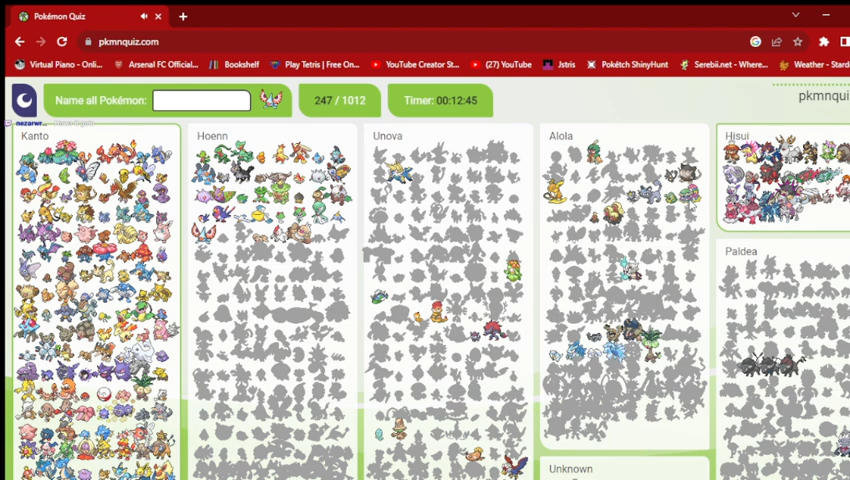 Pokémon Quiz
pkmnquiz.com
Virtual Piano - Onli...
Arsenal FC Official...
Bookshelf
Play Tetris | Free On...
YouTube Creator St...
(27) YouTube
Jstris
Pokétch ShinyHunt
Serebii.net - Where...
Weather - Stard
Name all Pokémon:
247 / 1012
Timer: 00:12:45
pkmnqui
Kanto
Hoenn
Unova
Alola
Hisui
Paldea
Unknown